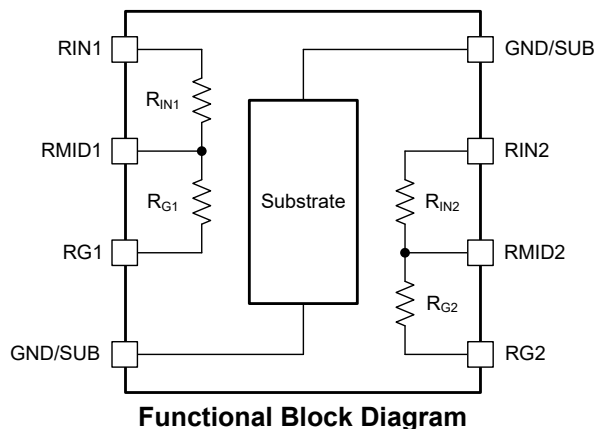 RIN1
GND/SUB
RIN1
RMID1
RIN2
RG1
Substrate
RIN2
RG1
RMID2
RG2
GND/SUB
RG2
Functional Block Diagram